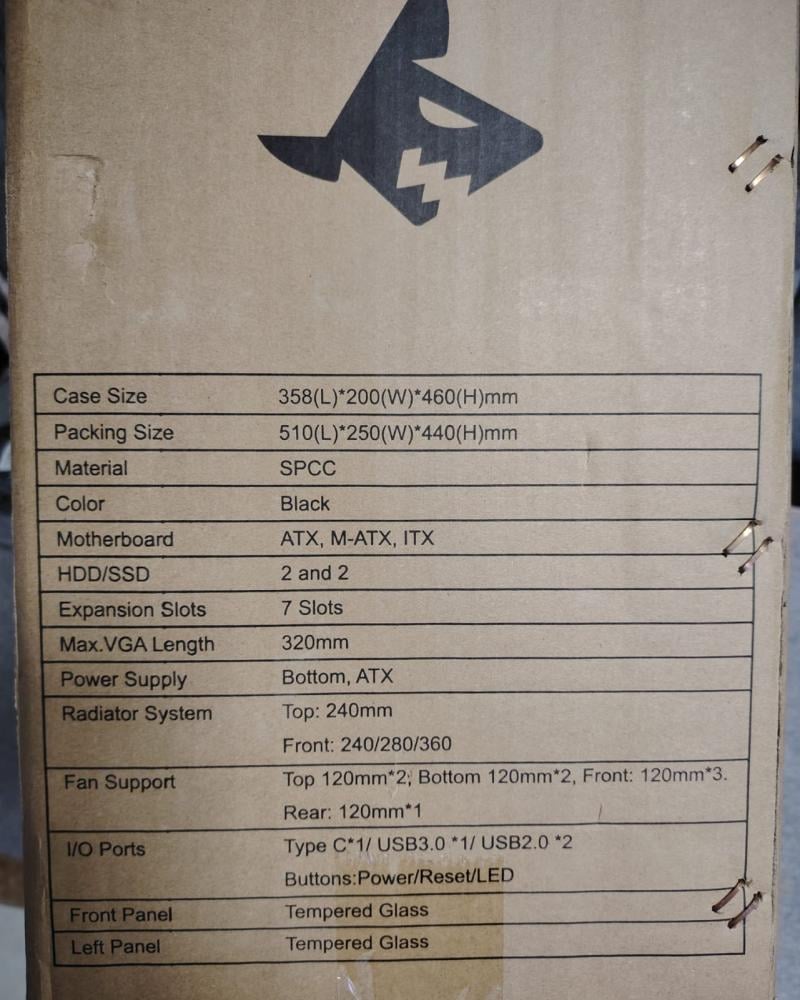 Case Size 358(L)*200(W)*460(H)mm
Packing Size 510(L)*250(W)*440(H)mm
Material SPCC
Color Black
Motherboard ATX, M-ATX, ITX
HDD/SSD 2 and 2
Expansion Slots 7 Slots
Max.VGA Length 320mm
Power Supply Bottom, ATX
Radiator System Top: 240mm
Front: 240/280/360
Fan Support Top 120mm*2; Bottom 120mm*2, Front: 120mm*3.
Rear: 120mm*1
I/O Ports Type C*1/ USB3.0 *1/ USB2.0 *2
Buttons:Power/Reset/LED
Front Panel Tempered Glass
Left Panel Tempered Glass